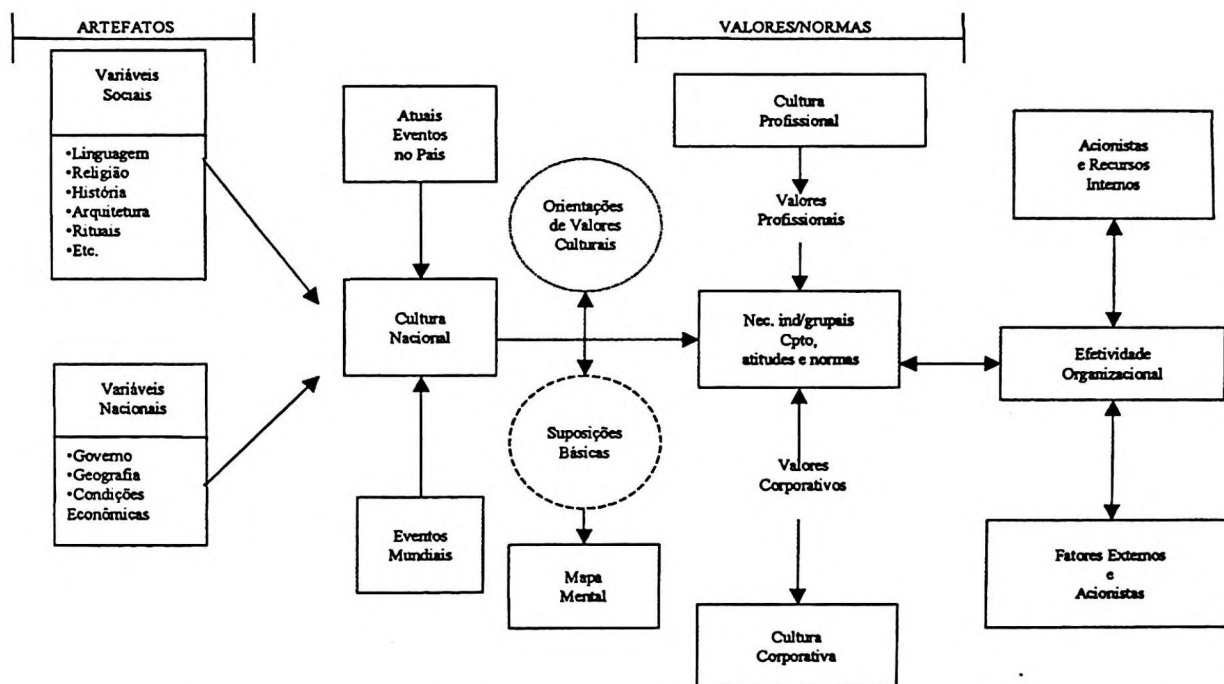 ARTEFATOS
Variáveis
Sociais
•Linguagem
•Religião
•História
•Arquitetura
•Rituais
•Etc.
Variáveis
Nacionais
•Governo
•Geografia
•Condições
Econômicas
Atuais
Eventos
no País
Cultura
Nacional
Eventos
Mundiais
Orientações
de Valores
Culturais
Suposições
Básicas
Mapa
Mental
VALORES/NORMAS
Cultura
Profissional
Valores
Profissionais
Nec. ind/grupais
Cpto,
atitudes e normas
Valores
Corporativos
Cultura
Corporativa
Acionistas
e Recursos
Internos
Efetividade
Organizacional
Fatores Externos
e
Acionistas